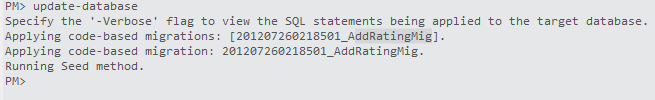 PM> update-database
Specify the '-Verbose' flag to view the SQL statements being applied to the target database.
Applying code-based migrations: [201207260218501_AddRatingMig].
Applying code-based migration: 201207260218501_AddRatingMig.
Running Seed method.
PM>